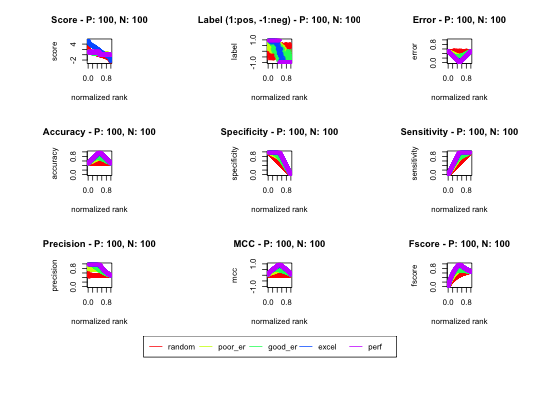 Score - P: 100, N: 100
Label (1:pos, -1:neg) - P: 100, N: 100
Error - P: 100, N: 100
score
4
-2
0.0 0.8
normalized rank
label
1.0
-1.0
0.0 0.8
normalized rank
error
0.8
0.0
0.0 0.8
normalized rank
Accuracy - P: 100, N: 100
Specificity - P: 100, N: 100
Sensitivity - P: 100, N: 100
accuracy
0.8
0.0
0.0 0.8
normalized rank
specificity
0.8
0.0
0.0 0.8
normalized rank
sensitivity
0.8
0.0
0.0 0.8
normalized rank
Precision - P: 100, N: 100
MCC - P: 100, N: 100
Fscore - P: 100, N: 100
precision
0.8
0.0
0.0 0.8
normalized rank
mcc
1.0
-1.0
0.0 0.8
normalized rank
fscore
0.8
0.0
0.0 0.8
normalized rank
random poor_er good_er excel perf